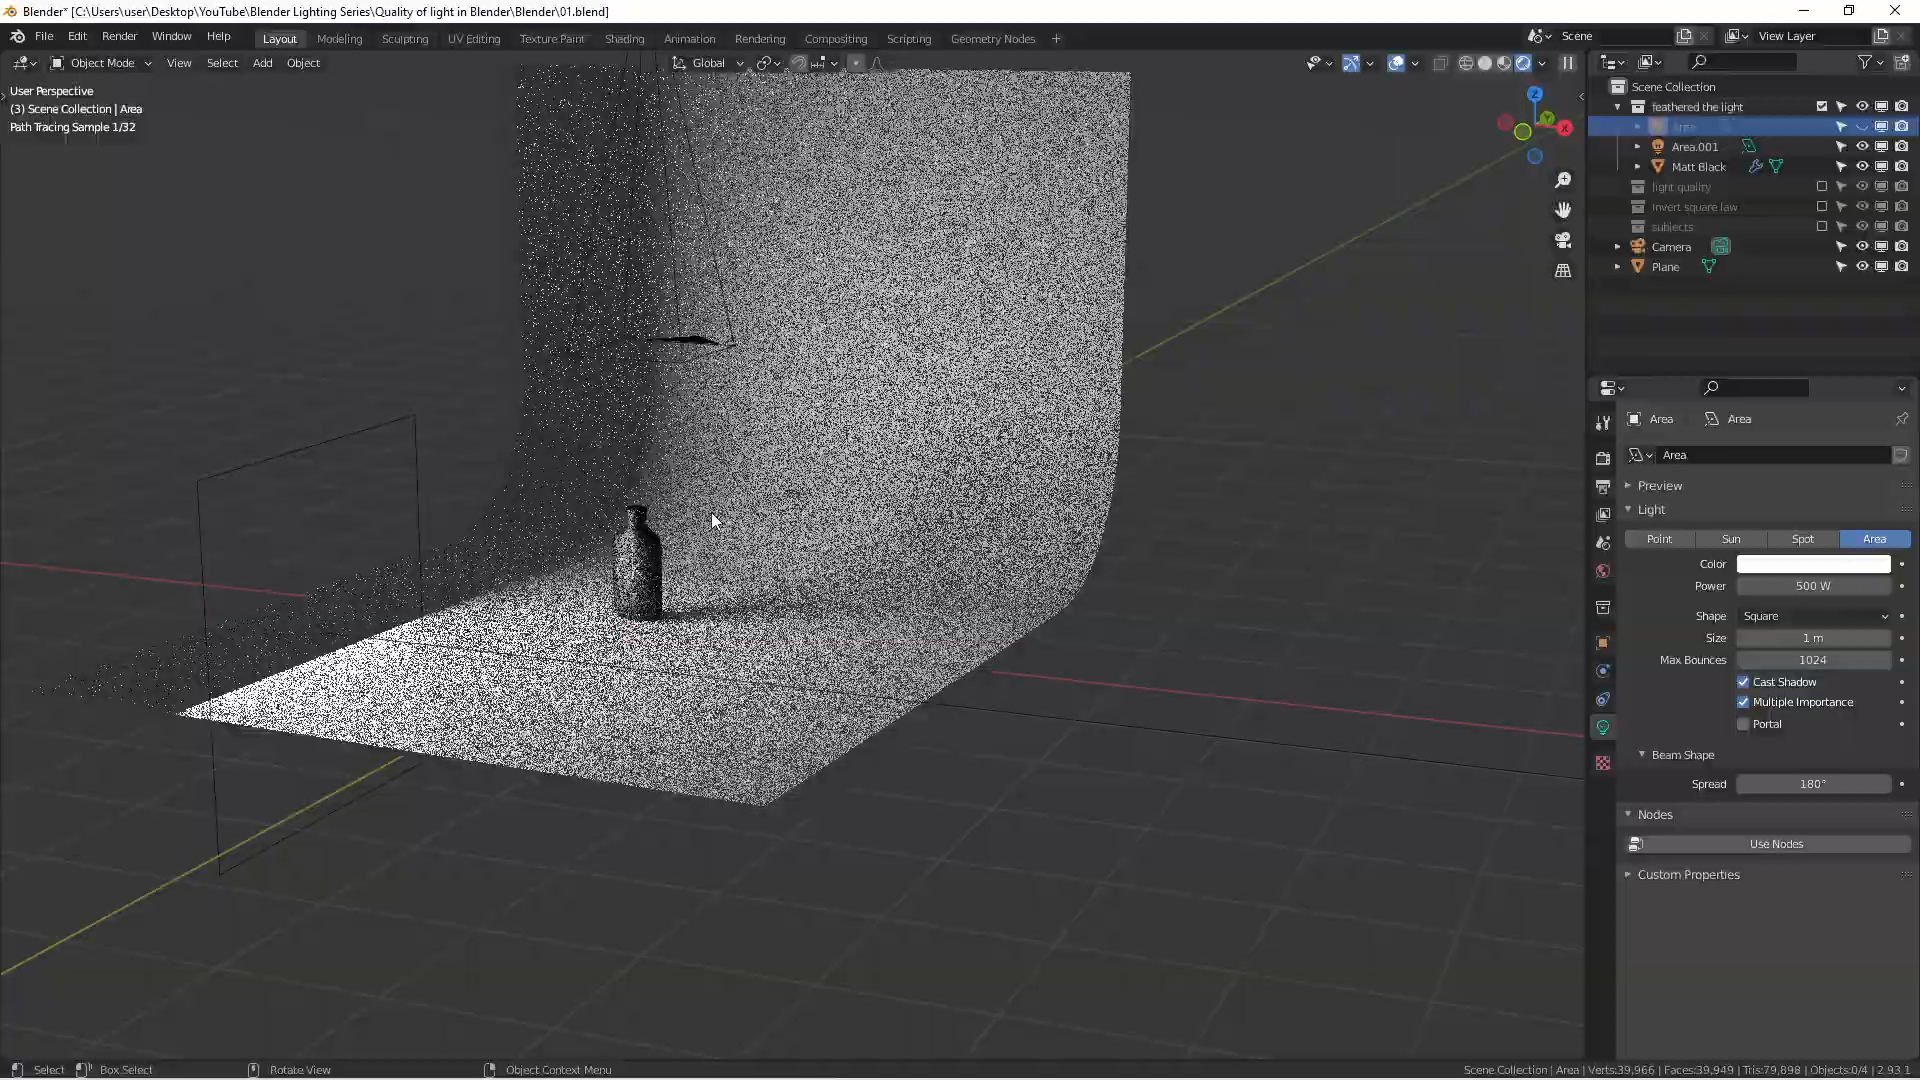 Blender* [C:\Users\user\Desktop\YouTube\Blender Lighting Series\Quality of light in Blender\Blender\01.blend]
File Edit Render Window Help Layout Modeling Sculpting UV Editing Texture Paint Shading Animation Rendering Compositing Scripting Geometry Nodes + Scene View Layer
Object Mode View Select Add Object Global
User Perspective
(3) Scene Collection | Area
Path Tracing Sample 1/32
Z
Y
X
Scene Collection
feathered the light
Area
Area.001
Matt Black
light quality
Invert square law
subjects
Camera
Plane
Area Area
Area
Preview
Light
Point Sun Spot Area
Color
Power 500 W
Shape Square
Size 1 m
Max Bounces 1024
Cast Shadow
Multiple Importance
Portal
Beam Shape
Spread 180°
Nodes
Use Nodes
Custom Properties
Select Box Select Rotate View Object Context Menu Scene Collection | Area | Verts:39,966 | Faces:39,949 | Tris:79,898 | Objects:0/4 | 2.93.1